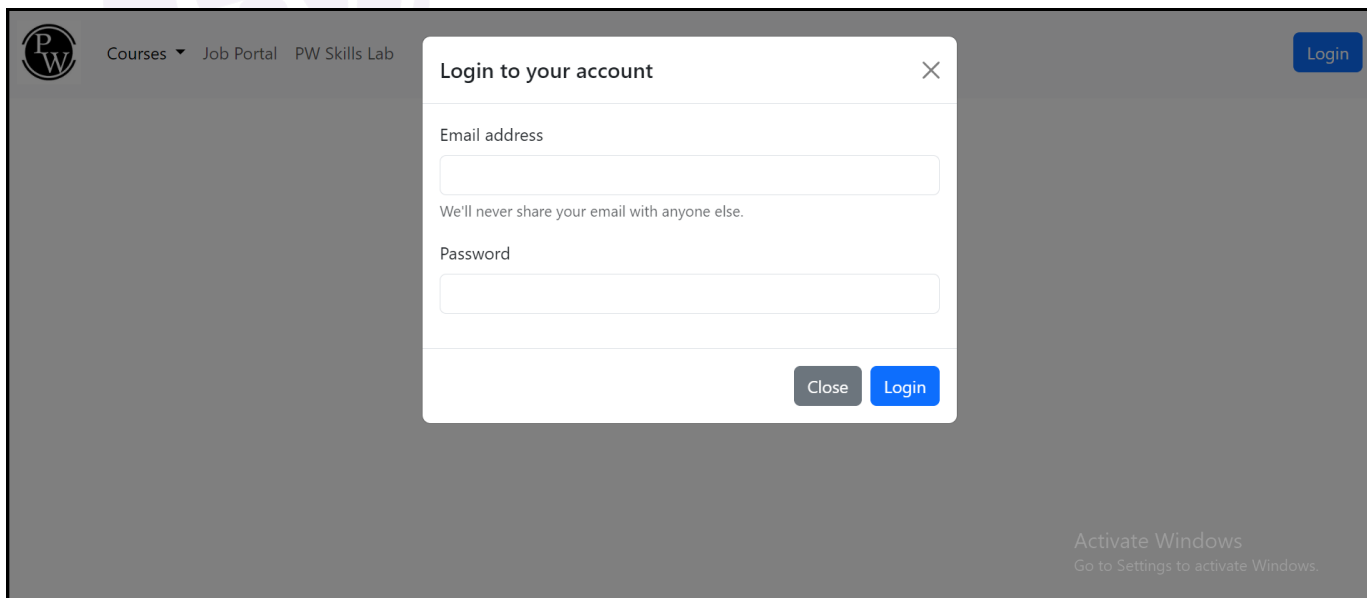 PW
Courses Job Portal PW Skills Lab
Login
Login to your account
Email address
We'll never share your email with anyone else.
Password
Close Login
Activate Windows
Go to Settings to activate Windows.